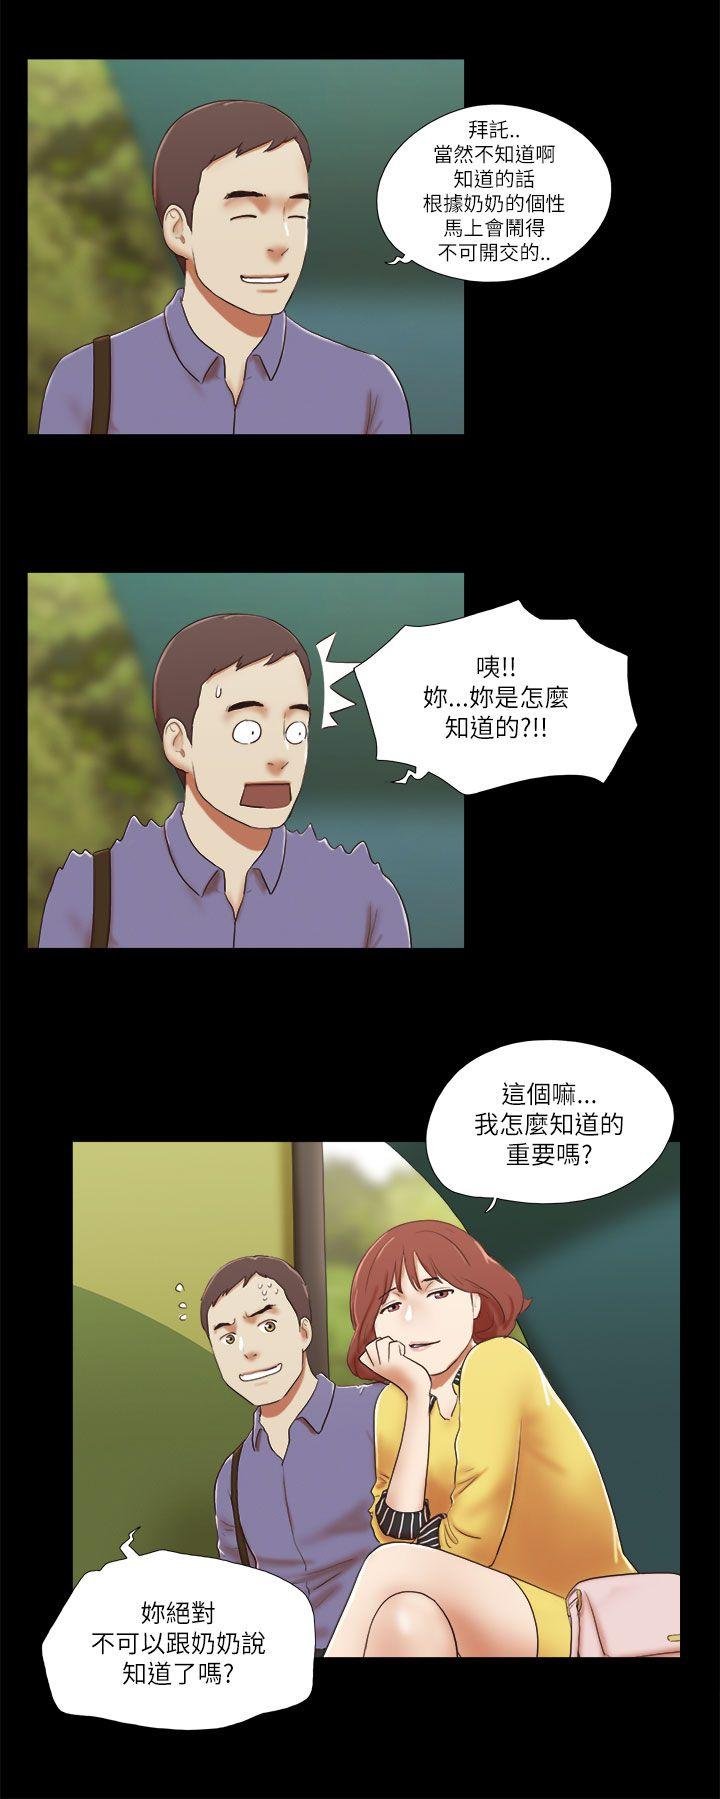 拜託..
當然不知道啊
知道的話
根據奶奶的個性
馬上會鬧得
不可開交的..
咦!!
妳...妳是怎麼
知道的?!!
這個嘛...
我怎麼知道的
重要嗎?
妳絕對
不可以跟奶奶說
知道了嗎?